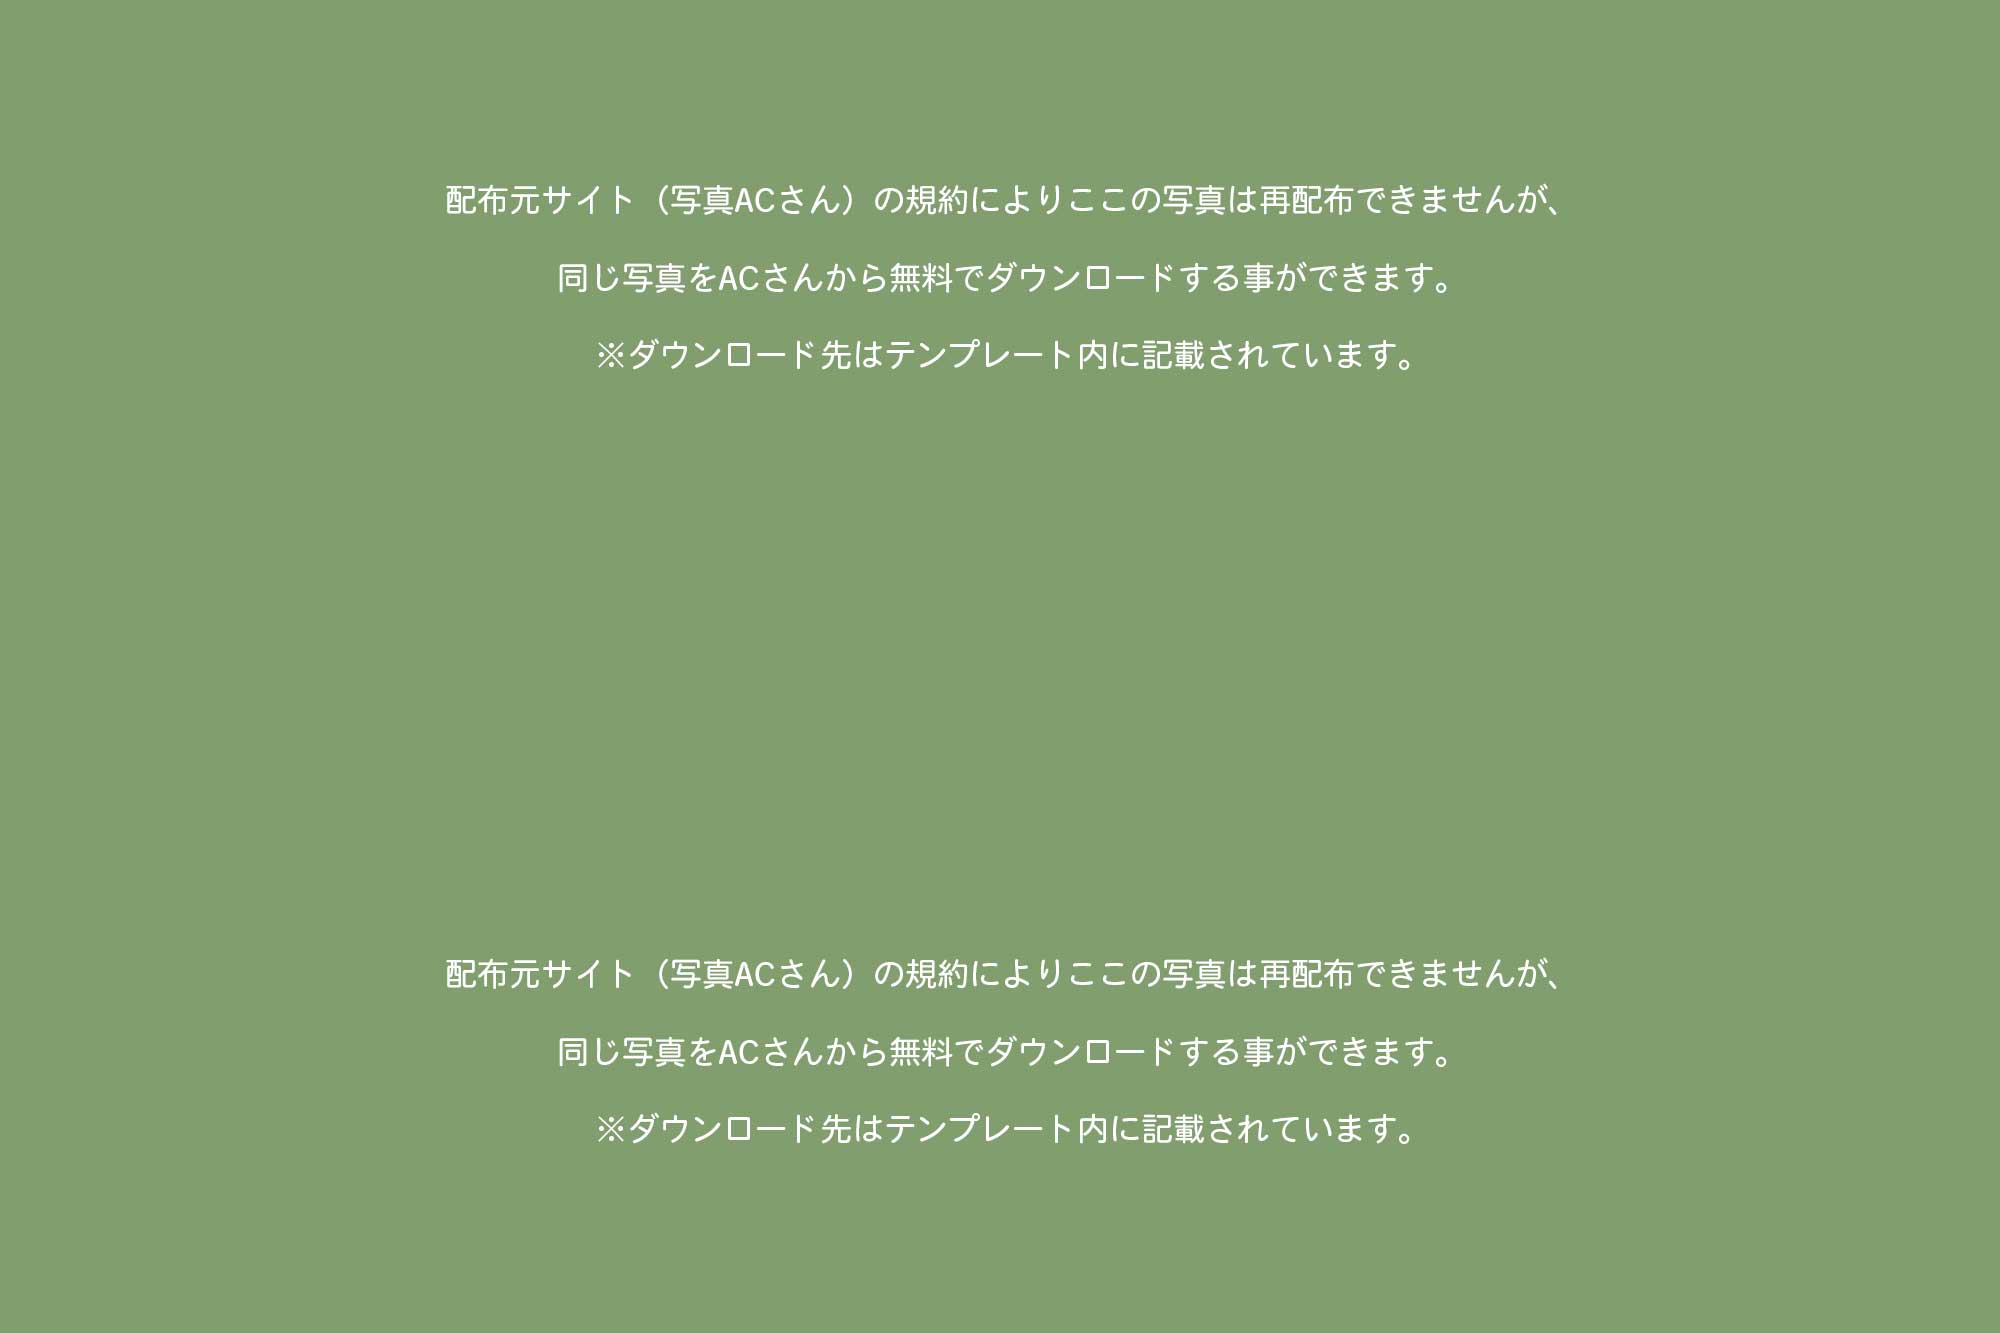 配布元サイト（写真ACさん）の規約によりここの写真は再配布できませんが、
同じ写真をACさんから無料でダウンロードする事ができます。
※ダウンロード先はテンプレート内に記載されています。
配布元サイト（写真ACさん）の規約によりここの写真は再配布できませんが、
同じ写真をACさんから無料でダウンロードする事ができます。
※ダウンロード先はテンプレート内に記載されています。